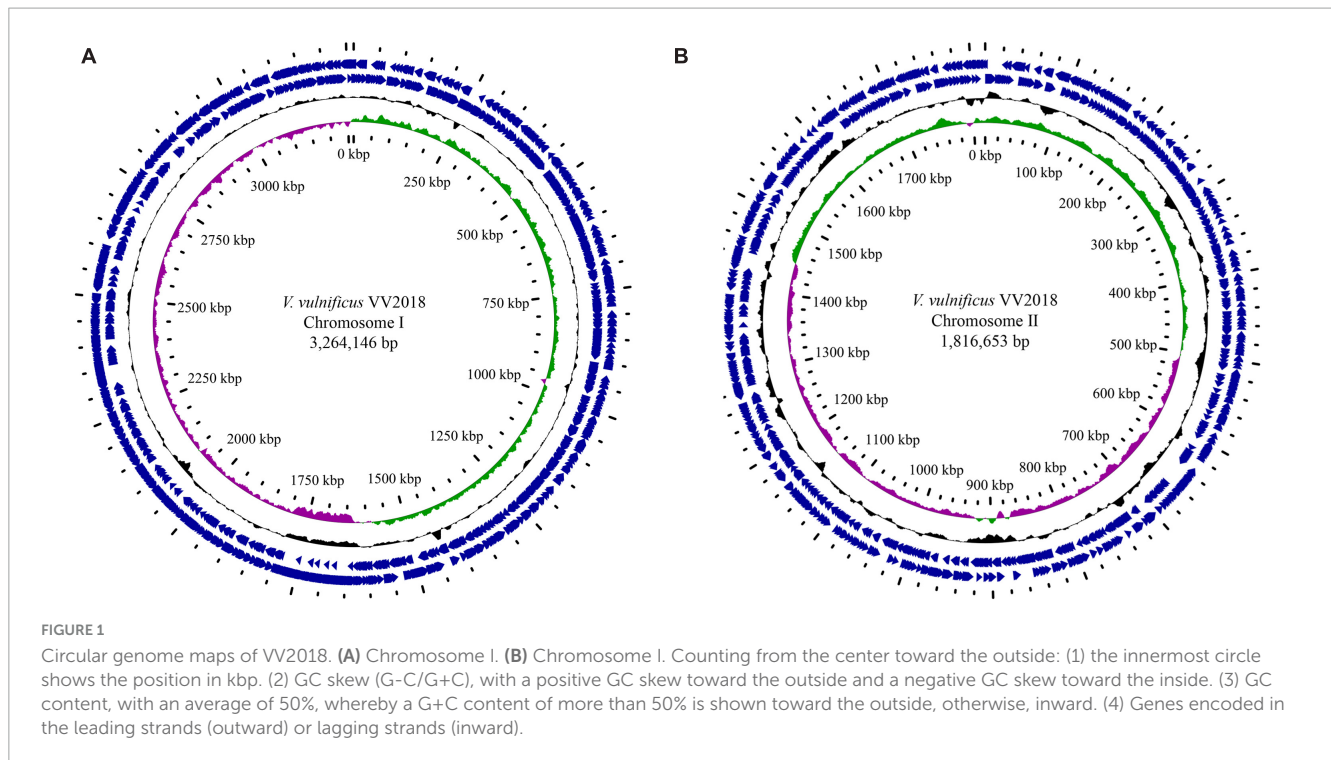 A
B
0 kbp
250 kbp
500 kbp
750 kbp
1000 kbp
1250 kbp
1500 kbp
1750 kbp
2000 kbp
2250 kbp
2500 kbp
2750 kbp
3000 kbp
V. vulnificus VV2018
Chromosome I
3,264,146 bp
0 kbp
100 kbp
200 kbp
300 kbp
400 kbp
500 kbp
600 kbp
700 kbp
800 kbp
900 kbp
1000 kbp
1100 kbp
1200 kbp
1300 kbp
1400 kbp
1500 kbp
1600 kbp
1700 kbp
V. vulnificus VV2018
Chromosome II
1,816,653 bp
FIGURE 1
Circular genome maps of VV2018. (A) Chromosome I. (B) Chromosome I. Counting from the center toward the outside: (1) the innermost circle
shows the position in kbp. (2) GC skew (G-C/G+C), with a positive GC skew toward the outside and a negative GC skew toward the inside. (3) GC
content, with an average of 50%, whereby a G+C content of more than 50% is shown toward the outside, otherwise, inward. (4) Genes encoded in
the leading strands (outward) or lagging strands (inward).